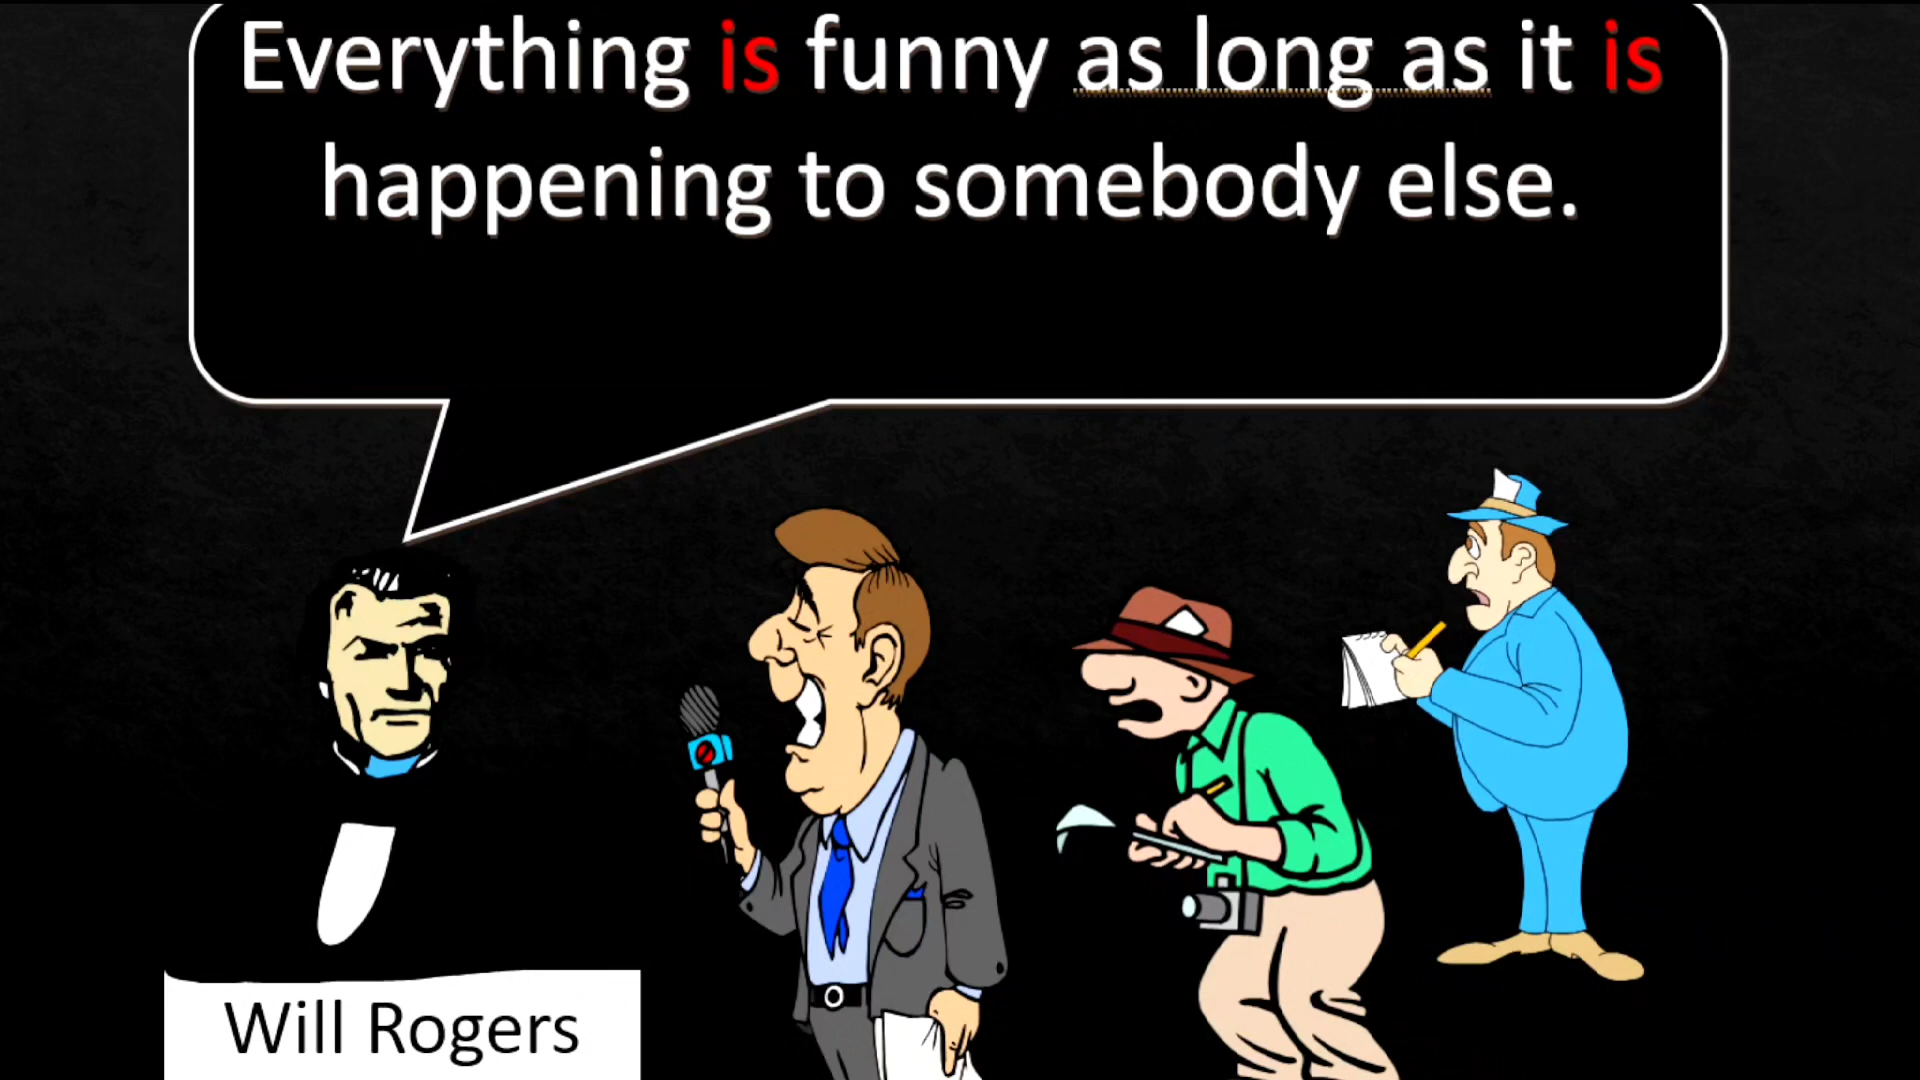 Everything is funny as long as it is
happening to somebody else.
Will Rogers